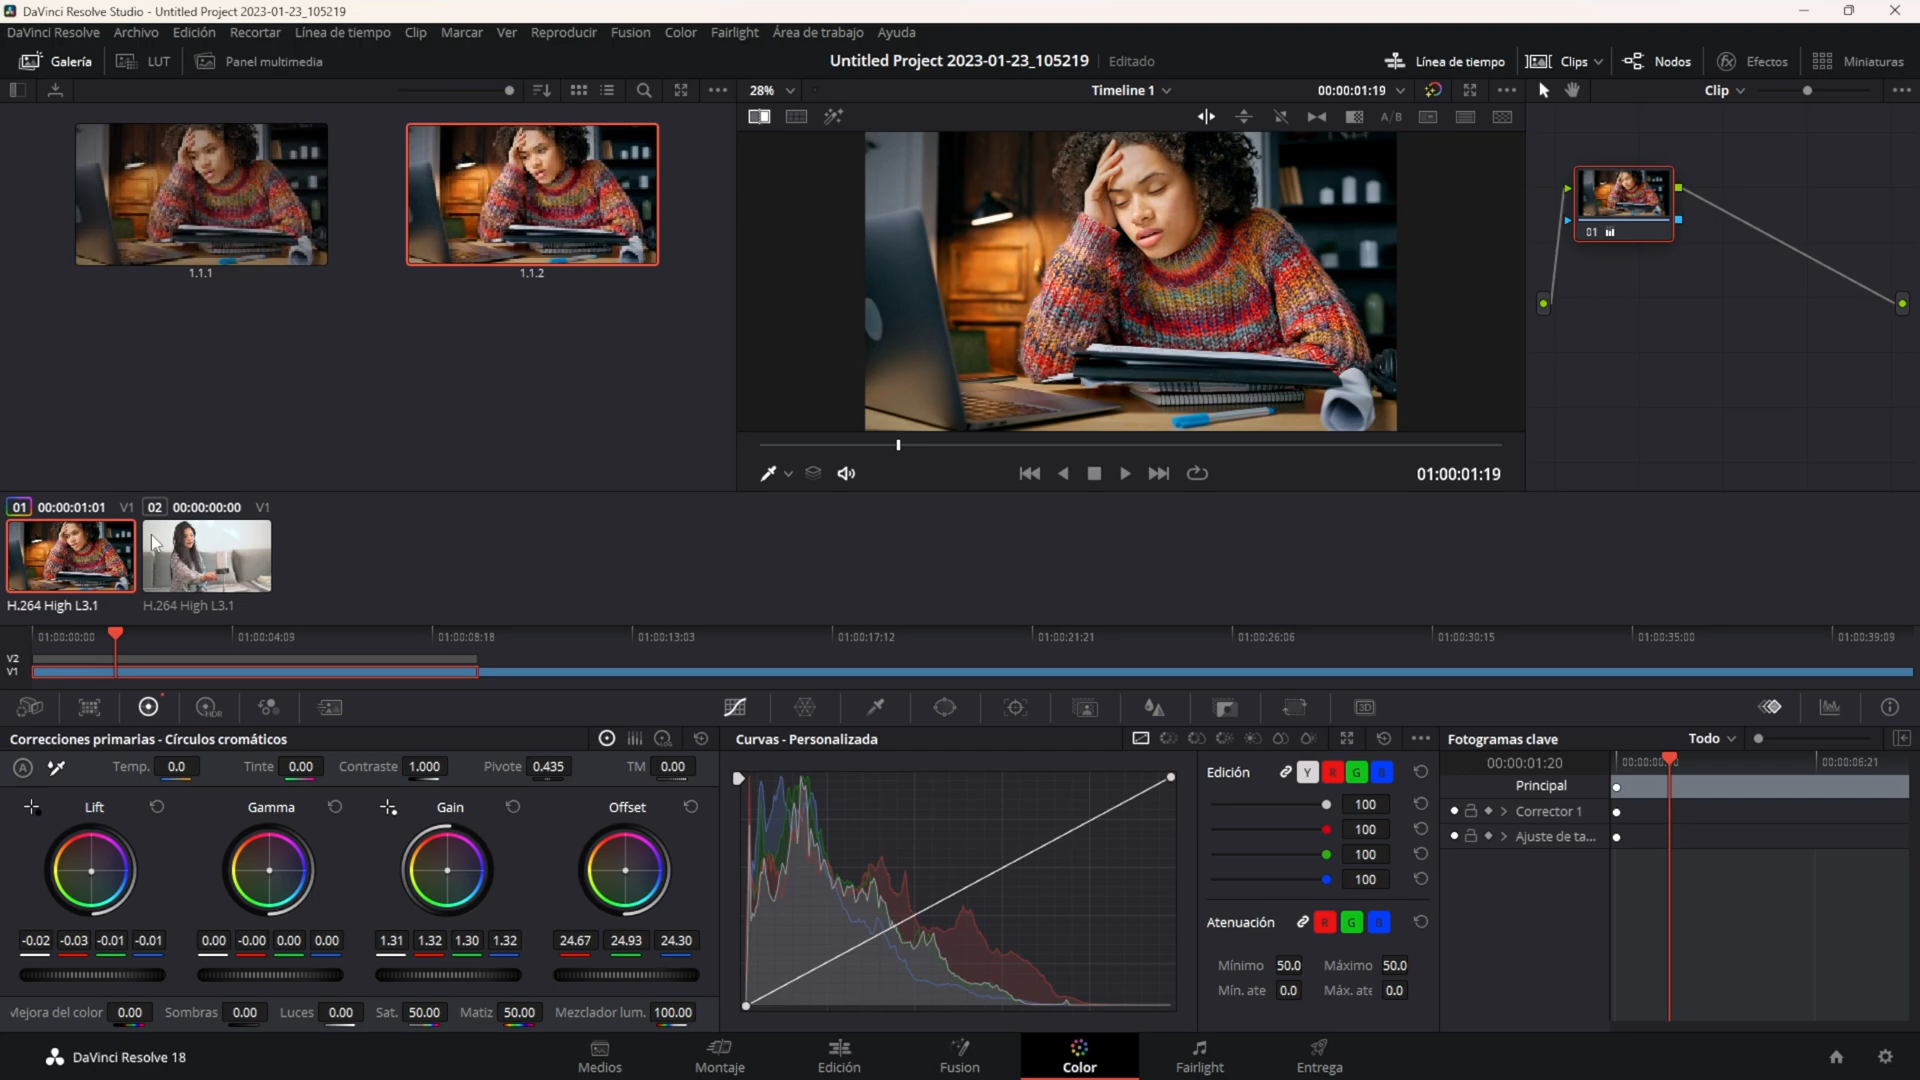 DaVinci Resolve Studio - Untitled Project 2023-01-23_105219
DaVinci Resolve Archivo Edición Recortar Línea de tiempo Clip Marcar Ver Reproducir Fusion Color Fairlight Área de trabajo Ayuda
Galería LUT Panel multimedia Untitled Project 2023-01-23_105219 Editado Línea de tiempo Clips Nodos Efectos Miniaturas
28% Timeline 1 00:00:01:19 Clip
A/B
1.1.1 1.1.2
01
01:00:01:19
01 00:00:01:01 V1 02 00:00:00:00 V1
H.264 High L3.1 H.264 High L3.1
01:00:00:00 01:00:04:09 01:00:08:18 01:00:13:03 01:00:17:12 01:00:21:21 01:00:26:06 01:00:30:15 01:00:35:00 01:00:39:09
V2
V1
HDR 3D
Correcciones primarias - Círculos cromáticos Curvas - Personalizada Fotogramas clave Todo
A Temp. 0.0 Tinte 0.00 Contraste 1.000 Pivote 0.435 TM 0.00
Lift Gamma Gain Offset
-0.02 -0.03 -0.01 -0.01 0.00 -0.00 0.00 0.00 1.31 1.32 1.30 1.32 24.67 24.93 24.30
Mejora del color 0.00 Sombras 0.00 Luces 0.00 Sat. 50.00 Matiz 50.00 Mezclador lum. 100.00
Edición Y R G B
100
100
100
100
Atenuación R G B
Mínimo 50.0 Máximo 50.0
Mín. ate 0.0 Máx. ate 0.0
00:00:01:20 00:00:06:21
Principal
Corrector 1
Ajuste de ta...
DaVinci Resolve 18 Medios Montaje Edición Fusion Color Fairlight Entrega